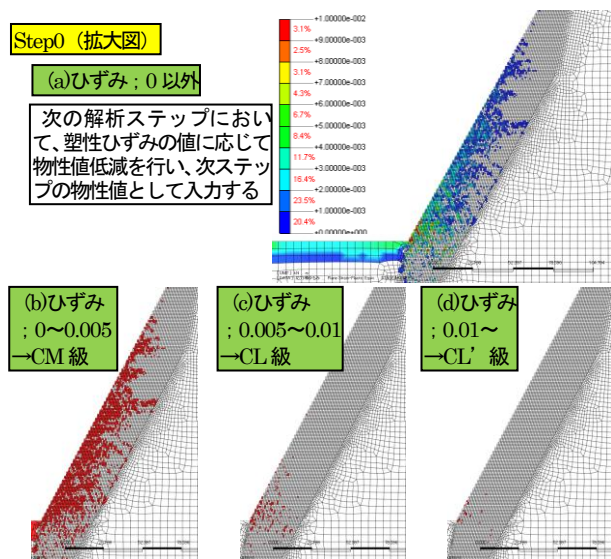 Step0（拡大図）
(a)ひずみ；0 以外
次の解析ステップにおい
て、塑性ひずみの値に応じて
物性値低減を行い、次ステッ
プの物性値として入力する
+1.00000e-002
3.1%
+9.00000e-003
2.5%
+8.00000e-003
3.1%
+7.00000e-003
4.3%
+6.00000e-003
6.7%
+5.00000e-003
8.4%
+4.00000e-003
11.7%
+3.00000e-003
16.4%
+2.00000e-003
23.5%
+1.00000e-003
20.4%
+0.00000e+000
(b)ひずみ
；0～0.005
→CM 級
(c)ひずみ
；0.005～0.01
→CL 級
(d)ひずみ
；0.01～
→CL’級